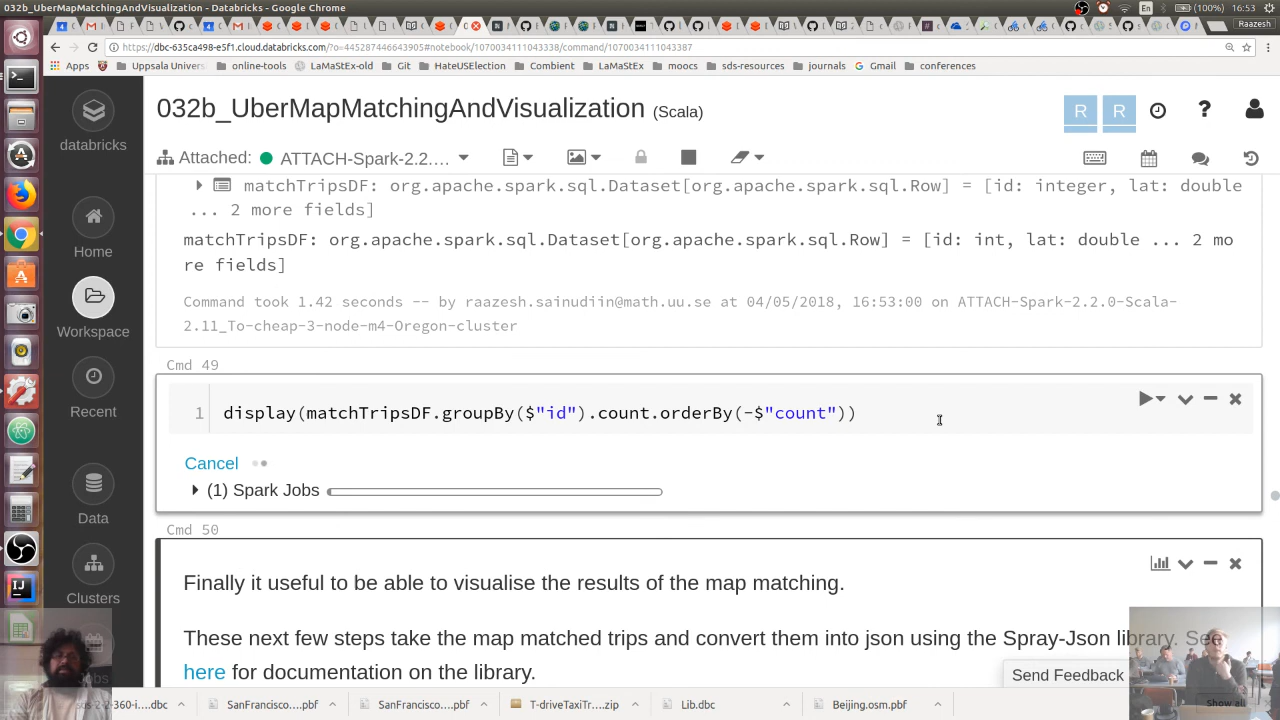 032b_UberMapMatchingAndVisualization - Databricks - Google Chrome
En
(100%)
16:53
Raazesh
https://dbc-635ca498-e5f1.cloud.databricks.com/?o=445287446643905#notebook/1070034111043338/command/1070034111043387
Apps
Uppsala Univers
online-tools
LaMaStEx-old
Git
HateUSElection
Combient
LaMaStEx
moocs
sds-resources
journals
Gmail
conferences
032b_UberMapMatchingAndVisualization (Scala)
R
R
databricks
Attached: ATTACH-Spark-2.2....
matchTripsDF: org.apache.spark.sql.Dataset[org.apache.spark.sql.Row] = [id: integer, lat: double
... 2 more fields]
matchTripsDF: org.apache.spark.sql.Dataset[org.apache.spark.sql.Row] = [id: int, lat: double ... 2 mo
re fields]
Command took 1.42 seconds -- by raazesh.sainudiin@math.uu.se at 04/05/2018, 16:53:00 on ATTACH-Spark-2.2.0-Scala-
2.11_To-cheap-3-node-m4-Oregon-cluster
Home
Workspace
Recent
Data
Clusters
Jobs
Cmd 49
1
display(matchTripsDF.groupBy($"id").count.orderBy(-$"count"))
Cancel
(1) Spark Jobs
Cmd 50
Finally it useful to be able to visualise the results of the map matching.
These next few steps take the map matched trips and convert them into json using the Spray-Json library. See
here for documentation on the library.
Send Feedback
360-i....dbc
SanFrancisco....pbf
SanFrancisco....pbf
T-driveTaxiTr....zip
Lib.dbc
Beijing.osm.pbf
Show all